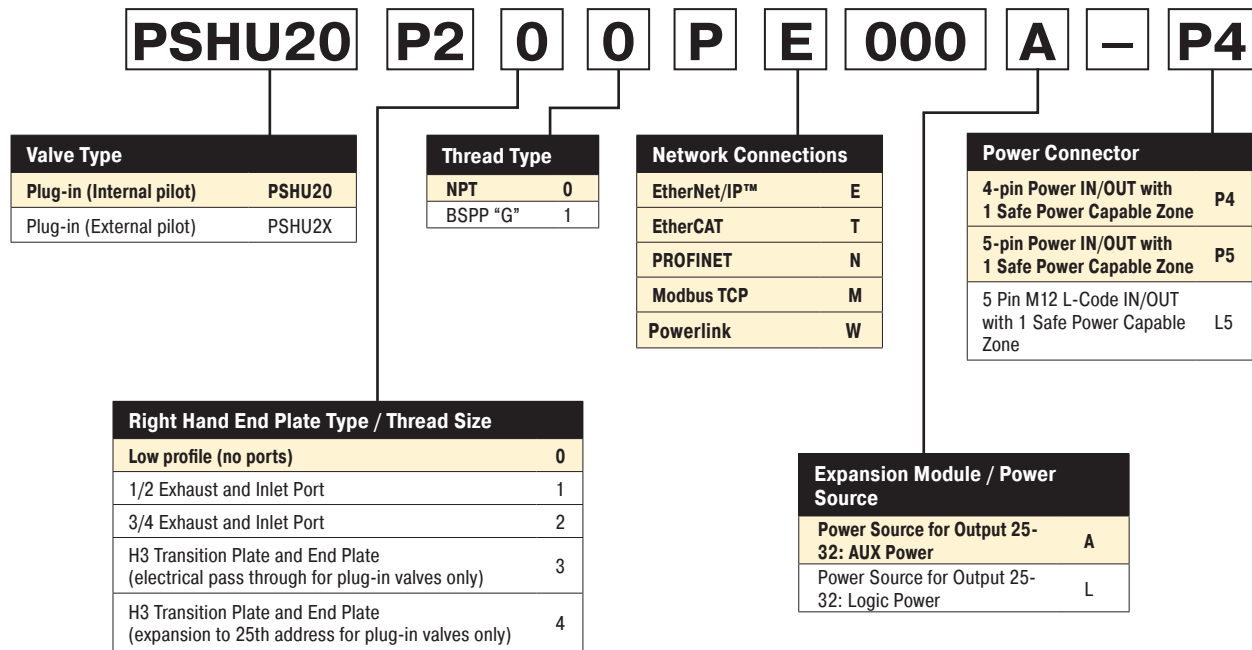 PSHU20 P2 0 0 P E 000 A – P4
Valve Type
Plug-in (Internal pilot) PSHU20
Plug-in (External pilot) PSHU2X
Thread Type
NPT 0
BSPP “G” 1
Network Connections
EtherNet/IP™ E
EtherCAT T
PROFINET N
Modbus TCP M
Powerlink W
Power Connector
4-pin Power IN/OUT with
1 Safe Power Capable Zone P4
5-pin Power IN/OUT with
1 Safe Power Capable Zone P5
5 Pin M12 L-Code IN/OUT
with 1 Safe Power Capable L5
Zone
Right Hand End Plate Type / Thread Size
Low profile (no ports) 0
1/2 Exhaust and Inlet Port 1
3/4 Exhaust and Inlet Port 2
H3 Transition Plate and End Plate
(electrical pass through for plug-in valves only) 3
H3 Transition Plate and End Plate
(expansion to 25th address for plug-in valves only) 4
Expansion Module / Power
Source
Power Source for Output 25-
32: AUX Power A
Power Source for Output 25-
32: Logic Power L